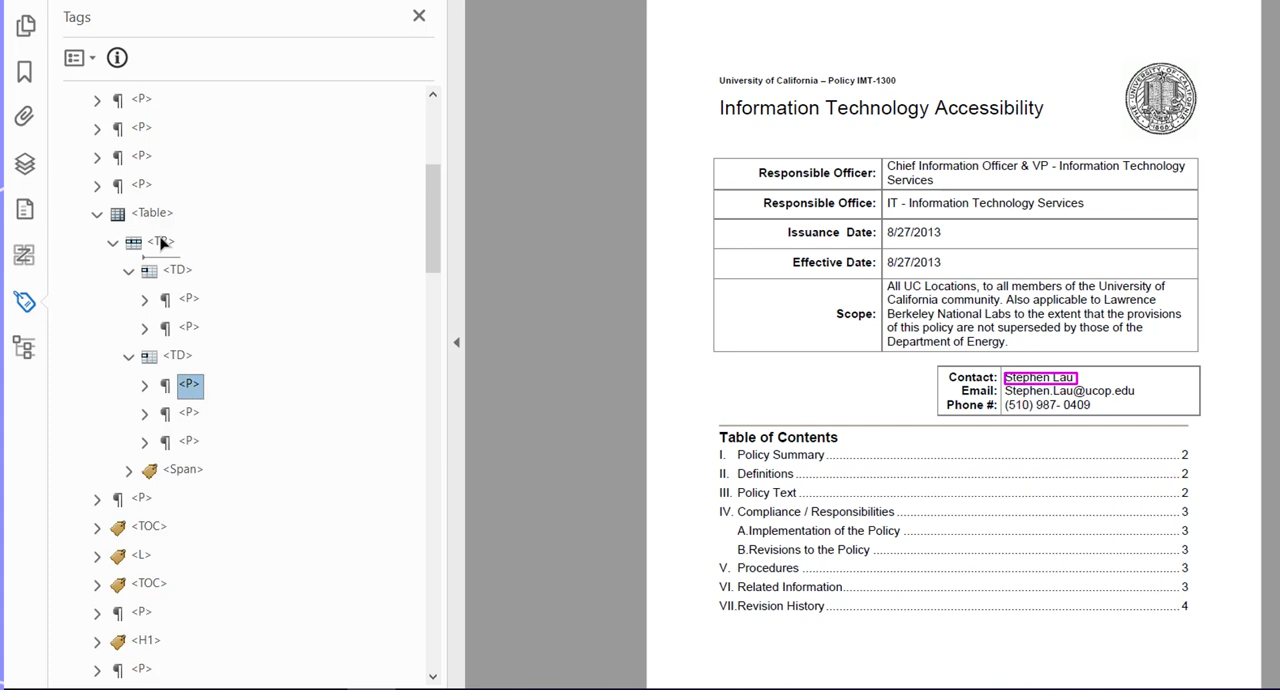 Tags
<P>
<P>
<P>
<P>
<Table>
<TD>
<P>
<P>
<TD>
<P>
<P>
<P>
<Span>
<P>
<TOC>
<L>
<TOC>
<P>
<H1>
<P>
University of California – Policy IMT-1300
Information Technology Accessibility
Responsible Officer: Chief Information Officer & VP - Information Technology
Services
Responsible Office: IT - Information Technology Services
Issuance Date: 8/27/2013
Effective Date: 8/27/2013
Scope: All UC Locations, to all members of the University of
California community. Also applicable to Lawrence
Berkeley National Labs to the extent that the provisions
of this policy are not superseded by those of the
Department of Energy.
Contact: Stephen Lau
Email: Stephen.Lau@ucop.edu
Phone #: (510) 987- 0409
Table of Contents
I. Policy Summary 2
II. Definitions 2
III. Policy Text 2
IV. Compliance / Responsibilities 3
A.Implementation of the Policy 3
B.Revisions to the Policy 3
V. Procedures 3
VI. Related Information 3
VII.Revision History 4